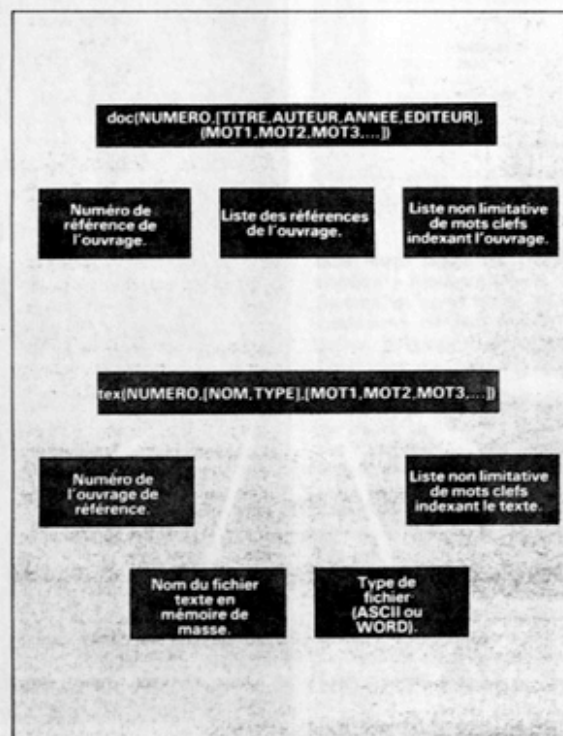 doc(NUMERO,[TITRE,AUTEUR,ANNEE,EDITEUR],
(MOT1,MOT2,MOT3,....])
Numéro de
référence de
l'ouvrage.
Liste des références
de l'ouvrage.
Liste non limitative
de mots clefs
indexant l'ouvrage.
tex(NUMERO,[NOM,TYPE],[MOT1,MOT2,MOT3,...])
Numéro de
l'ouvrage de
référence.
Liste non limitative
de mots clefs
indexant le texte.
Nom du fichier
texte en
mémoire de
masse.
Type de
fichier
(ASCII ou
WORD).